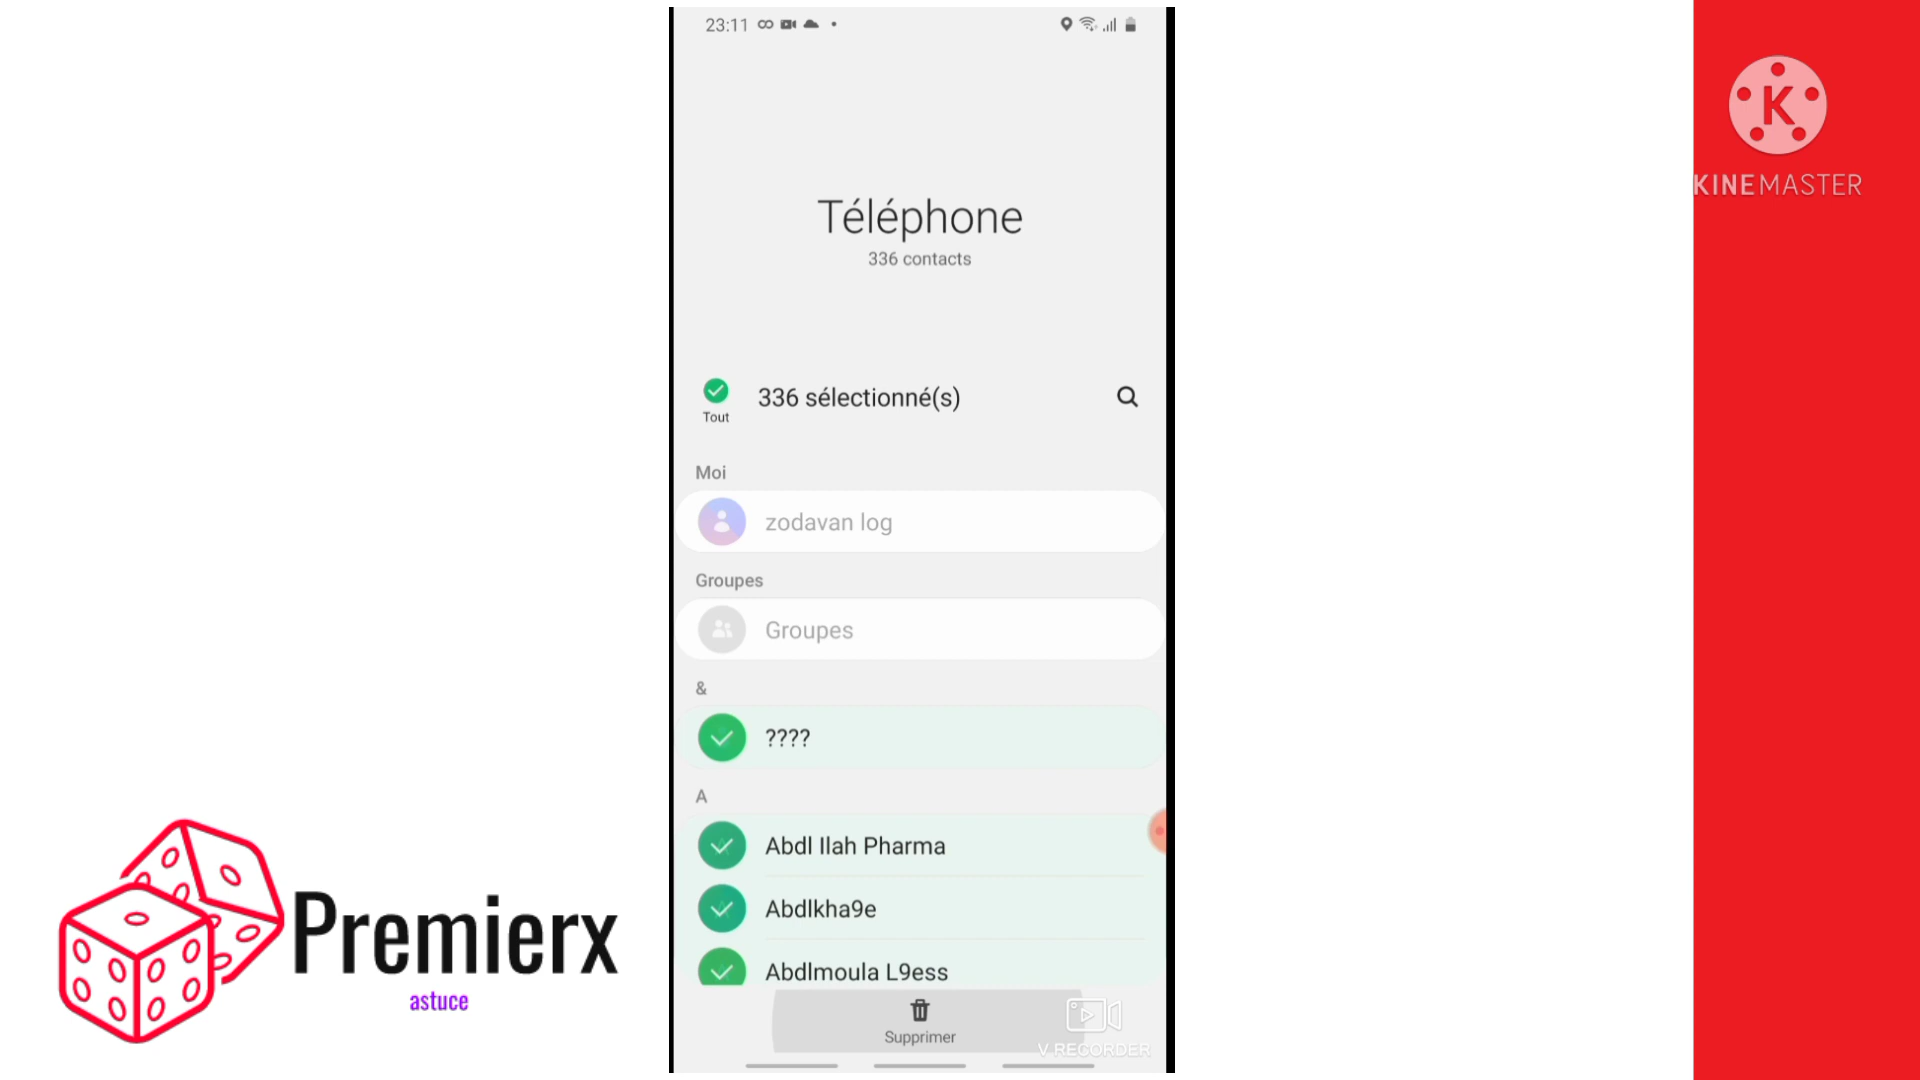 23:11
Téléphone
336 contacts
Tout
336 sélectionné(s)
Moi
zodavan log
Groupes
Groupes
&
????
A
Abdl Ilah Pharma
Abdlkha9e
Abdlmoula L9ess
Supprimer
V RECORDER
K
KINEMASTER
Premierx
astuce